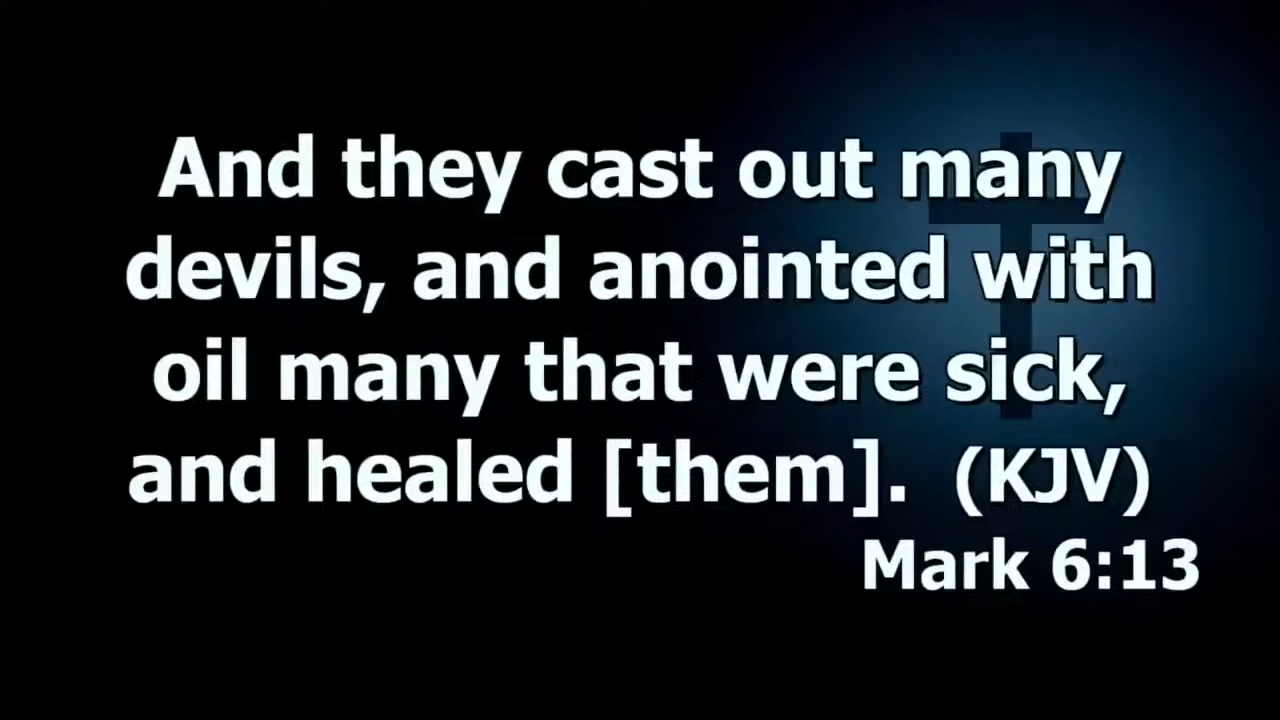 And they cast out many
devils, and anointed with
oil many that were sick,
and healed [them]. (KJV)
Mark 6:13